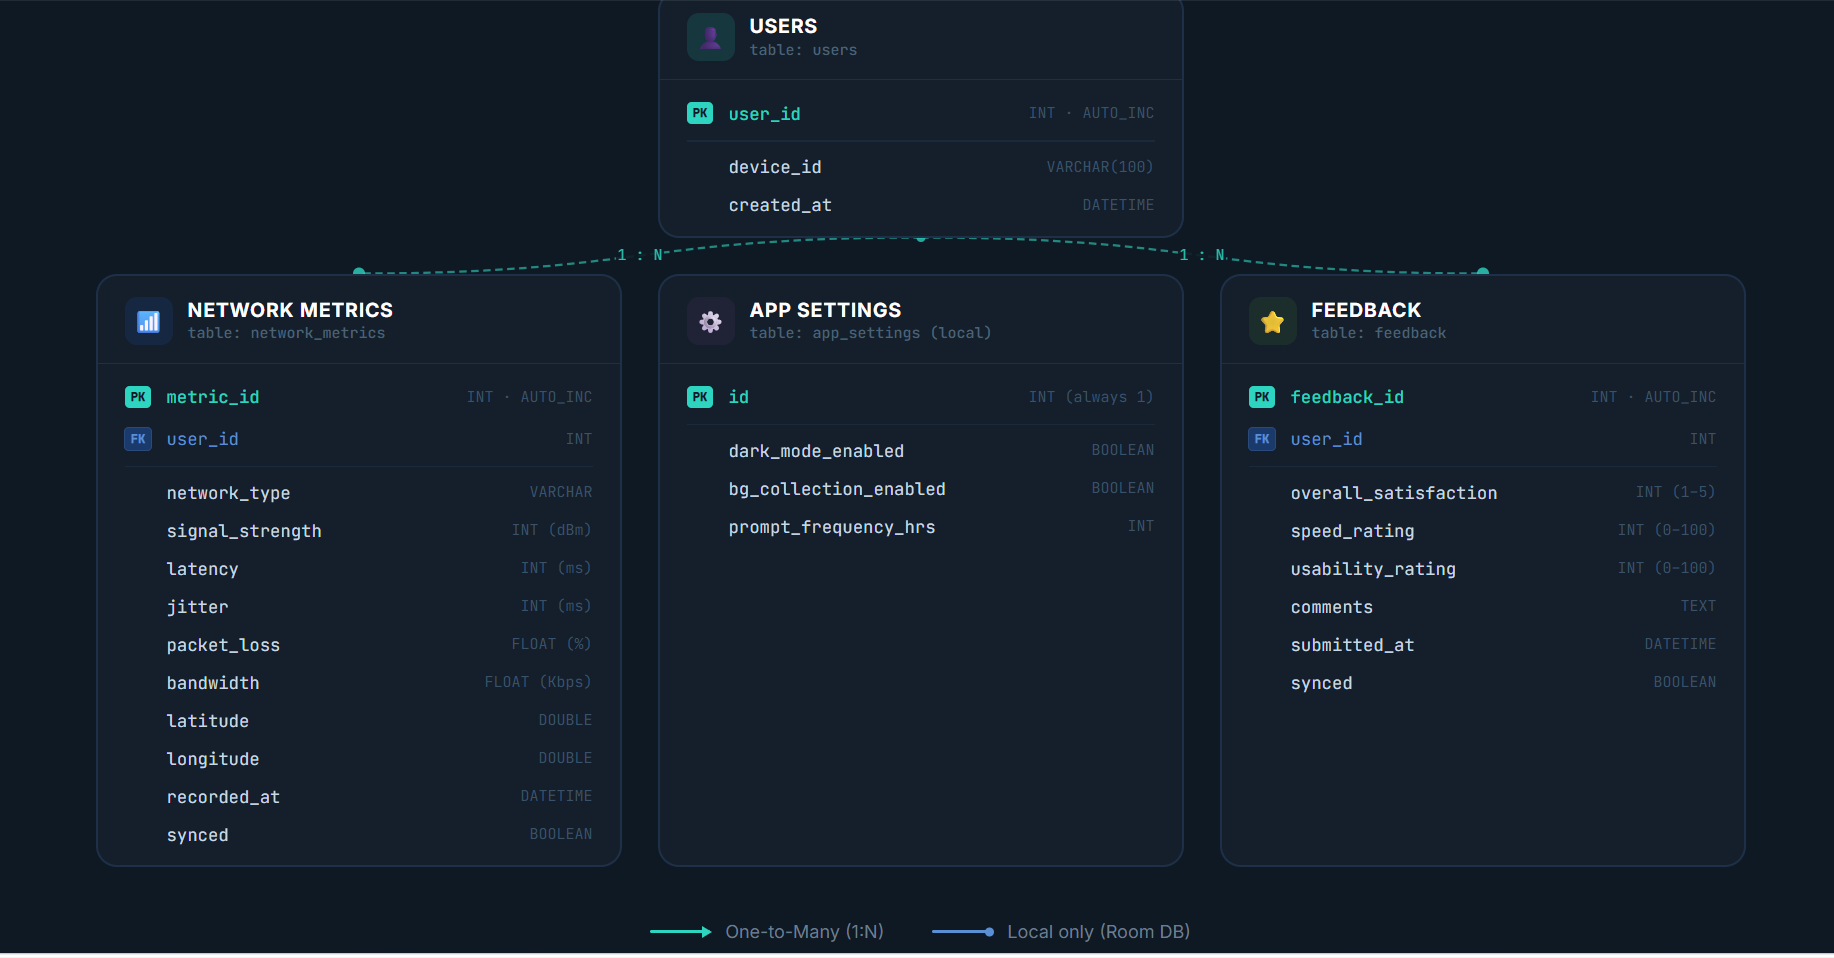 USERS
table: users
PK user_id INT · AUTO_INC
device_id VARCHAR(100)
created_at DATETIME
1 : N
1 : N
NETWORK METRICS
table: network_metrics
PK metric_id INT · AUTO_INC
FK user_id INT
network_type VARCHAR
signal_strength INT (dBm)
latency INT (ms)
jitter INT (ms)
packet_loss FLOAT (%)
bandwidth FLOAT (Kbps)
latitude DOUBLE
longitude DOUBLE
recorded_at DATETIME
synced BOOLEAN
APP SETTINGS
table: app_settings (local)
PK id INT (always 1)
dark_mode_enabled BOOLEAN
bg_collection_enabled BOOLEAN
prompt_frequency_hrs INT
FEEDBACK
table: feedback
PK feedback_id INT · AUTO_INC
FK user_id INT
overall_satisfaction INT (1–5)
speed_rating INT (0–100)
usability_rating INT (0–100)
comments TEXT
submitted_at DATETIME
synced BOOLEAN
One-to-Many (1:N)
Local only (Room DB)